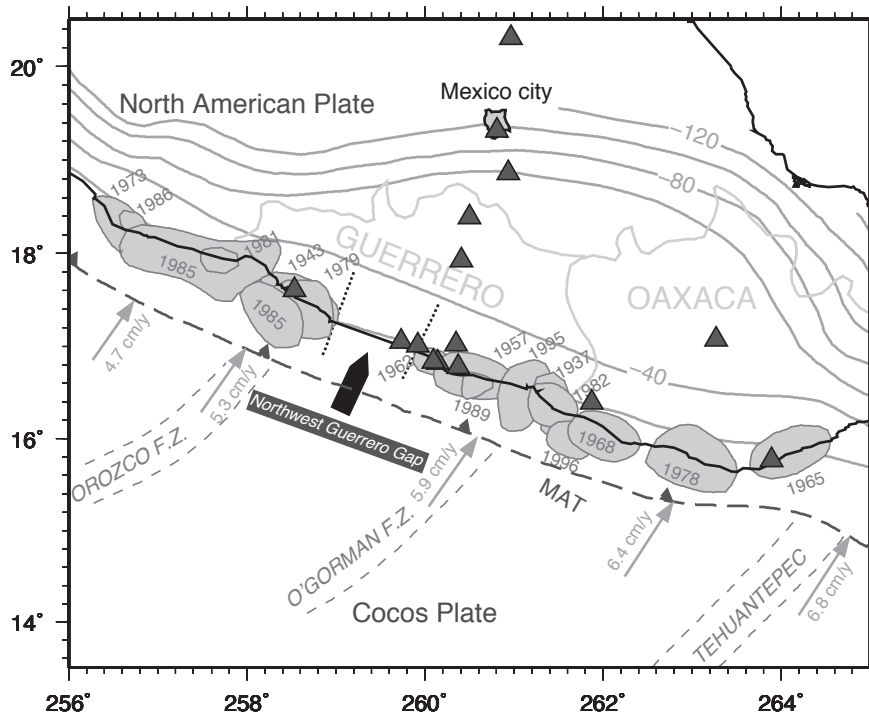 20°
18°
16°
14°
256°
258°
260°
262°
264°
North American Plate
Mexico city
−120
−80
−40
GUERRERO
OAXACA
1973
1986
1981
1985
1943
1979
1985
1962
1957
1995
1937
1982
1989
1968
1996
1978
1965
4.7 cm/y
5.3 cm/y
5.9 cm/y
6.4 cm/y
6.8 cm/y
Northwest Guerrero Gap
OROZCO F.Z.
O'GORMAN F.Z.
MAT
TEHUANTEPEC
Cocos Plate